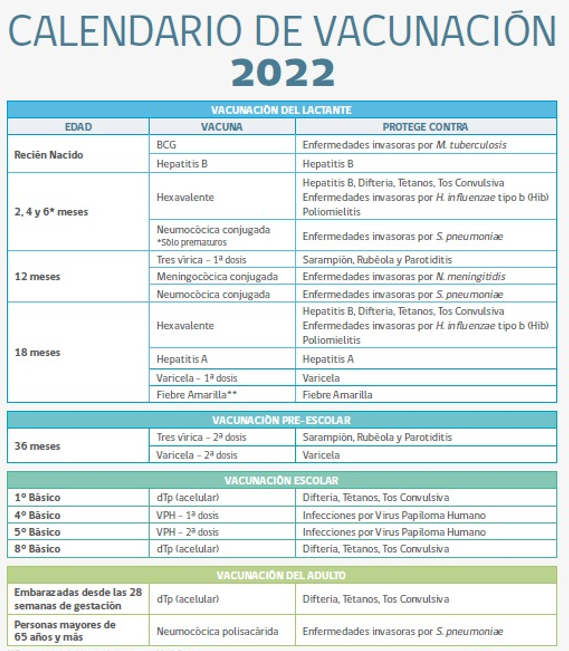 CALENDARIO DE VACUNACIÓN
2022
VACUNACIÓN DEL LACTANTE
EDAD VACUNA PROTEGE CONTRA
Recién Nacido
BCG Enfermedades invasoras por M. tuberculosis
Hepatitis B Hepatitis B
2, 4 y 6* meses
Hexavalente
Hepatitis B, Difteria, Tétanos, Tos Convulsiva
Enfermedades invasoras por H. influenzae tipo b (Hib)
Poliomielitis
Neumocócica conjugada
*Sólo prematuros
Enfermedades invasoras por S. pneumoniae
12 meses
Tres vírica - 1ª dosis Sarampión, Rubéola y Parotiditis
Meningocócica conjugada Enfermedades invasoras por N. meningitidis
Neumocócica conjugada Enfermedades invasoras por S. pneumoniae
18 meses
Hexavalente
Hepatitis B, Difteria, Tétanos, Tos Convulsiva
Enfermedades invasoras por H. influenzae tipo b (Hib)
Poliomielitis
Hepatitis A Hepatitis A
Varicela - 1ª dosis Varicela
Fiebre Amarilla** Fiebre Amarilla
VACUNACIÓN PRE-ESCOLAR
36 meses
Tres vírica - 2ª dosis Sarampión, Rubéola y Parotiditis
Varicela - 2ª dosis Varicela
VACUNACIÓN ESCOLAR
1º Básico dTp (acelular) Difteria, Tétanos, Tos Convulsiva
4º Básico VPH - 1ª dosis Infecciones por Virus Papiloma Humano
5º Básico VPH - 2ª dosis Infecciones por Virus Papiloma Humano
8º Básico dTp (acelular) Difteria, Tétanos, Tos Convulsiva
VACUNACIÓN DEL ADULTO
Embarazadas desde las 28
semanas de gestación
dTp (acelular) Difteria, Tétanos, Tos Convulsiva
Personas mayores de
65 años y más
Neumocócica polisacárida Enfermedades invasoras por S. pneumoniae